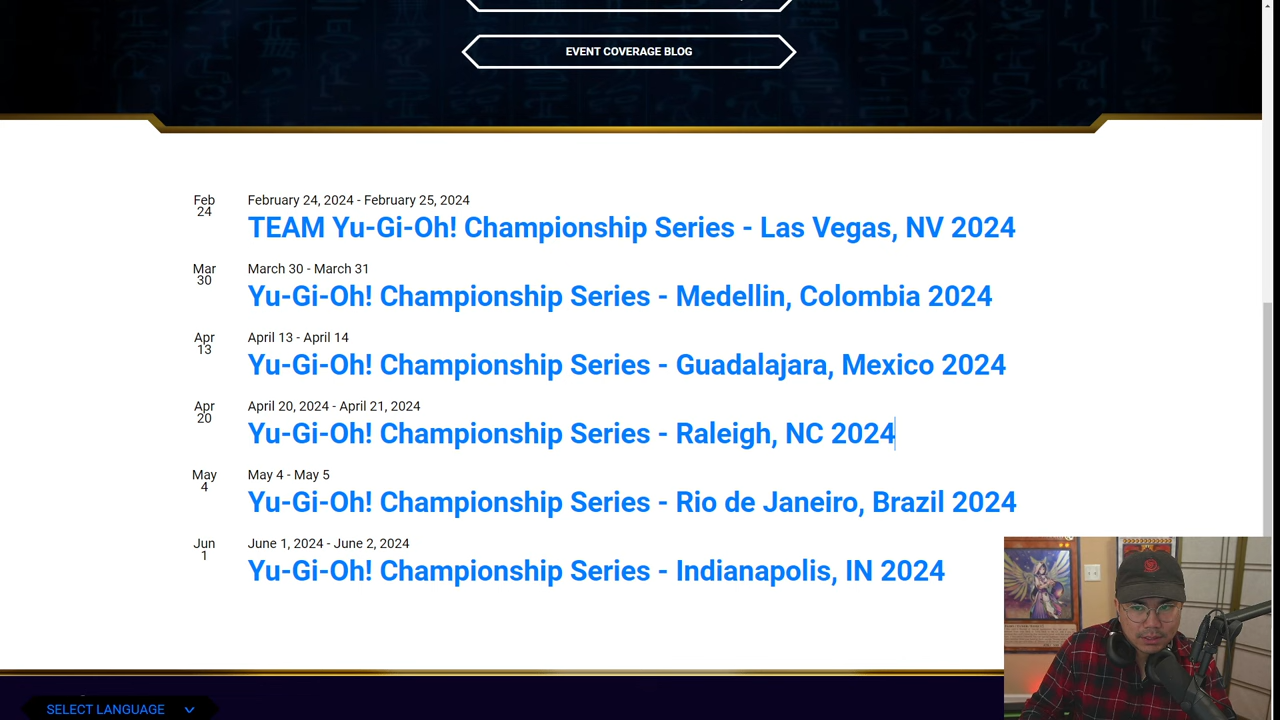 EVENT COVERAGE BLOG
Feb
24
February 24, 2024 - February 25, 2024
TEAM Yu-Gi-Oh! Championship Series - Las Vegas, NV 2024
Mar
30
March 30 - March 31
Yu-Gi-Oh! Championship Series - Medellin, Colombia 2024
Apr
13
April 13 - April 14
Yu-Gi-Oh! Championship Series - Guadalajara, Mexico 2024
Apr
20
April 20, 2024 - April 21, 2024
Yu-Gi-Oh! Championship Series - Raleigh, NC 2024
May
4
May 4 - May 5
Yu-Gi-Oh! Championship Series - Rio de Janeiro, Brazil 2024
Jun
1
June 1, 2024 - June 2, 2024
Yu-Gi-Oh! Championship Series - Indianapolis, IN 2024
SELECT LANGUAGE